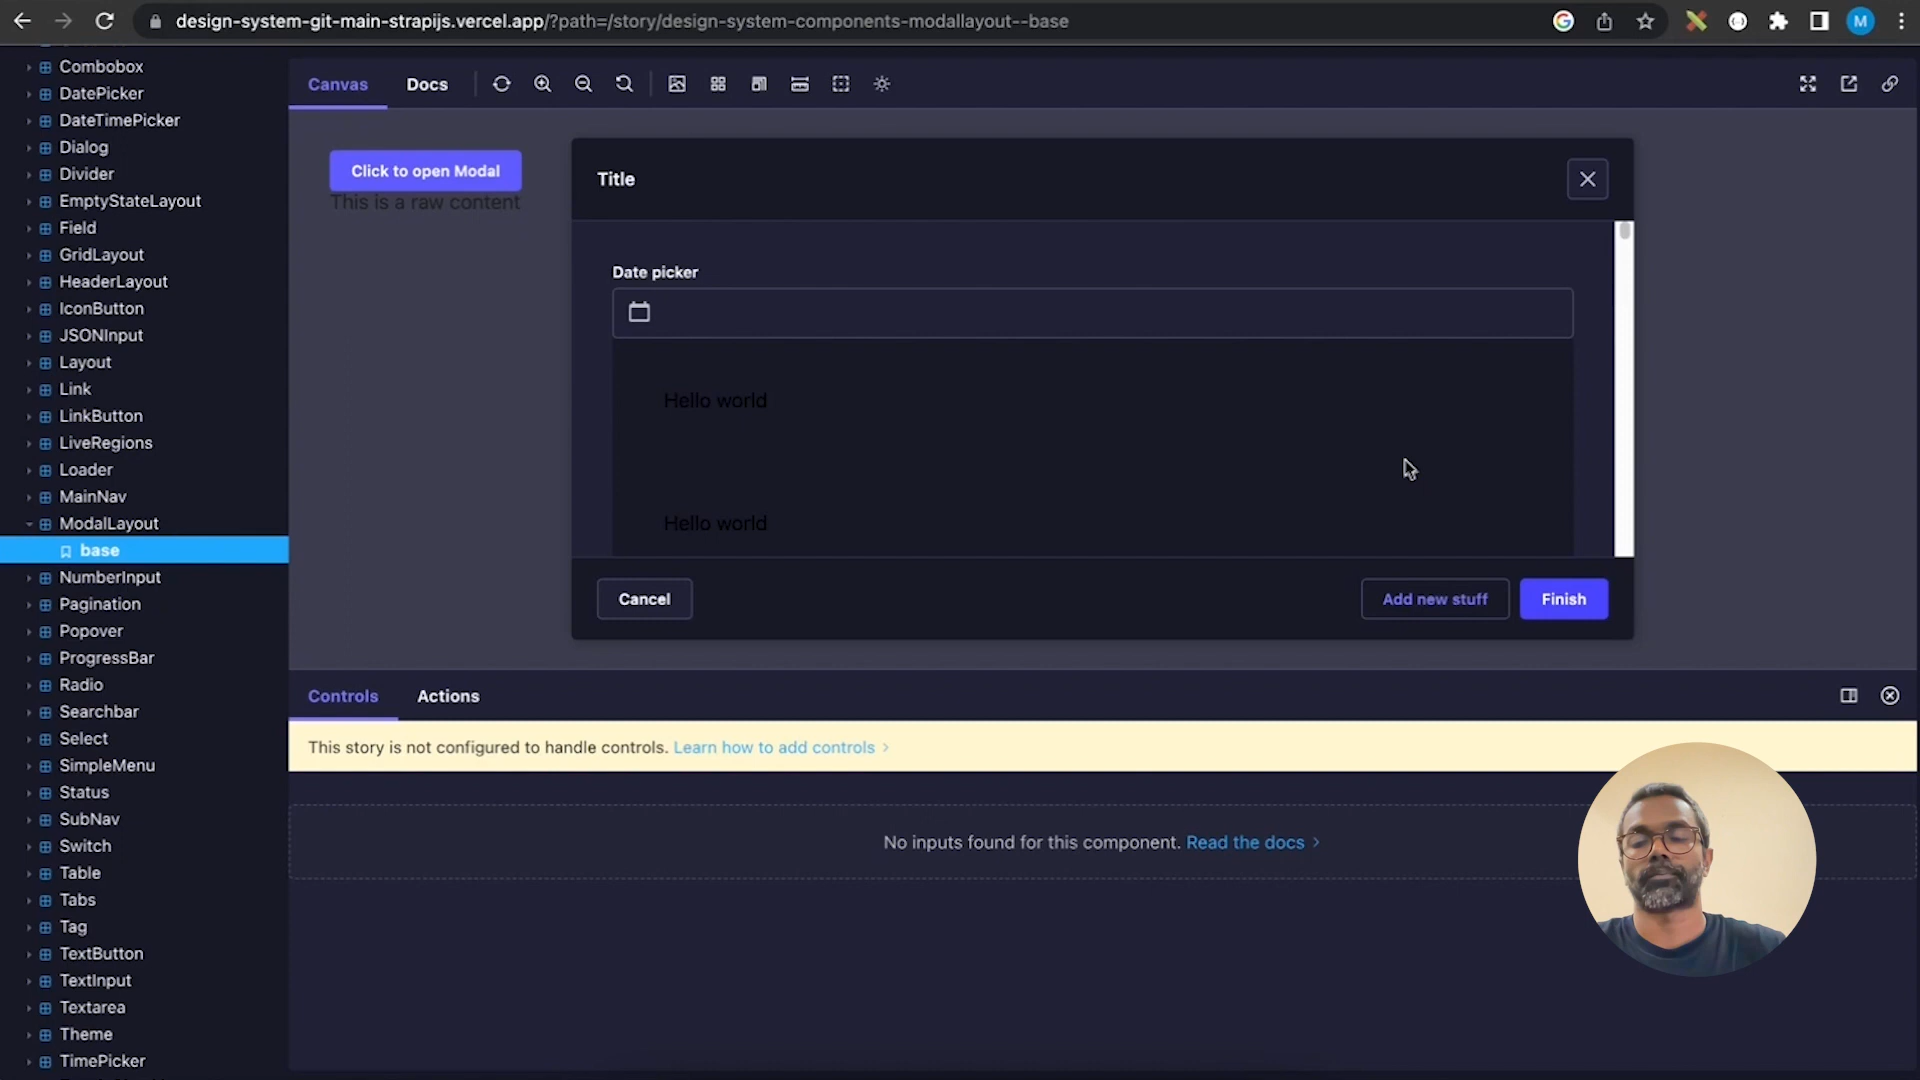 design-system-git-main-strapijs.vercel.app/?path=/story/design-system-components-modallayout--base
M
Combobox
DatePicker
DateTimePicker
Dialog
Divider
EmptyStateLayout
Field
GridLayout
HeaderLayout
IconButton
JSONInput
Layout
Link
LinkButton
LiveRegions
Loader
MainNav
ModalLayout
base
NumberInput
Pagination
Popover
ProgressBar
Radio
Searchbar
Select
SimpleMenu
Status
SubNav
Switch
Table
Tabs
Tag
TextButton
TextInput
Textarea
Theme
TimePicker
Canvas Docs
Click to open Modal
This is a raw content
Title
Date picker
Hello world
Hello world
Cancel Add new stuff Finish
Controls Actions
This story is not configured to handle controls. Learn how to add controls
No inputs found for this component. Read the docs